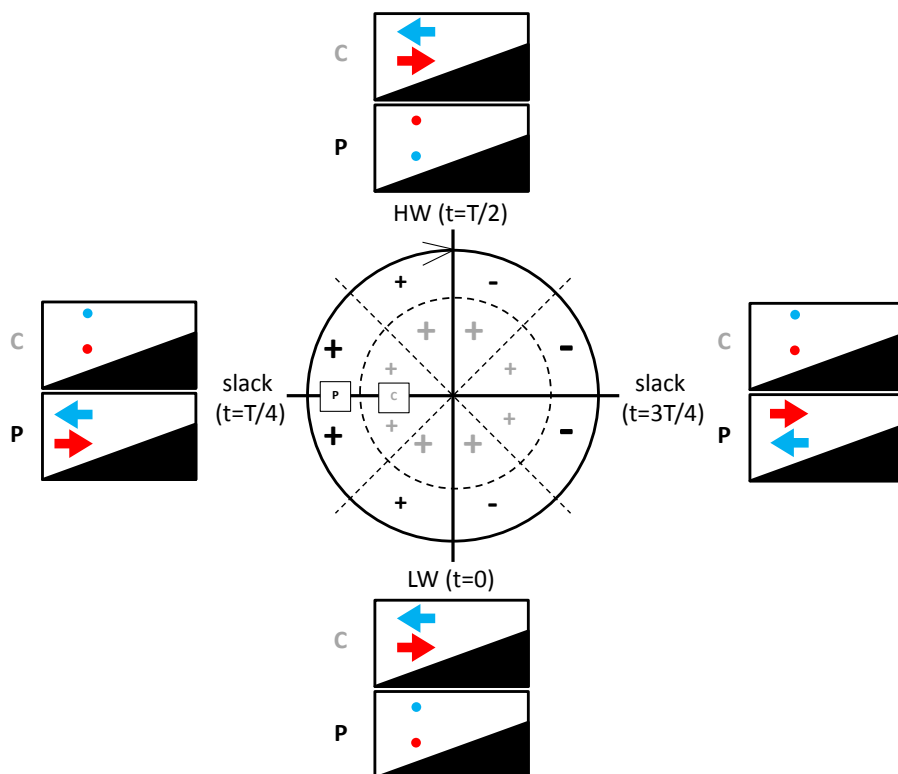 C
P
HW (t=T/2)
+ -
+ + + -
C + + C
slack P C slack
(t=T/4) (t=3T/4)
P + + P
+ + + -
+ -
LW (t=0)
C
P